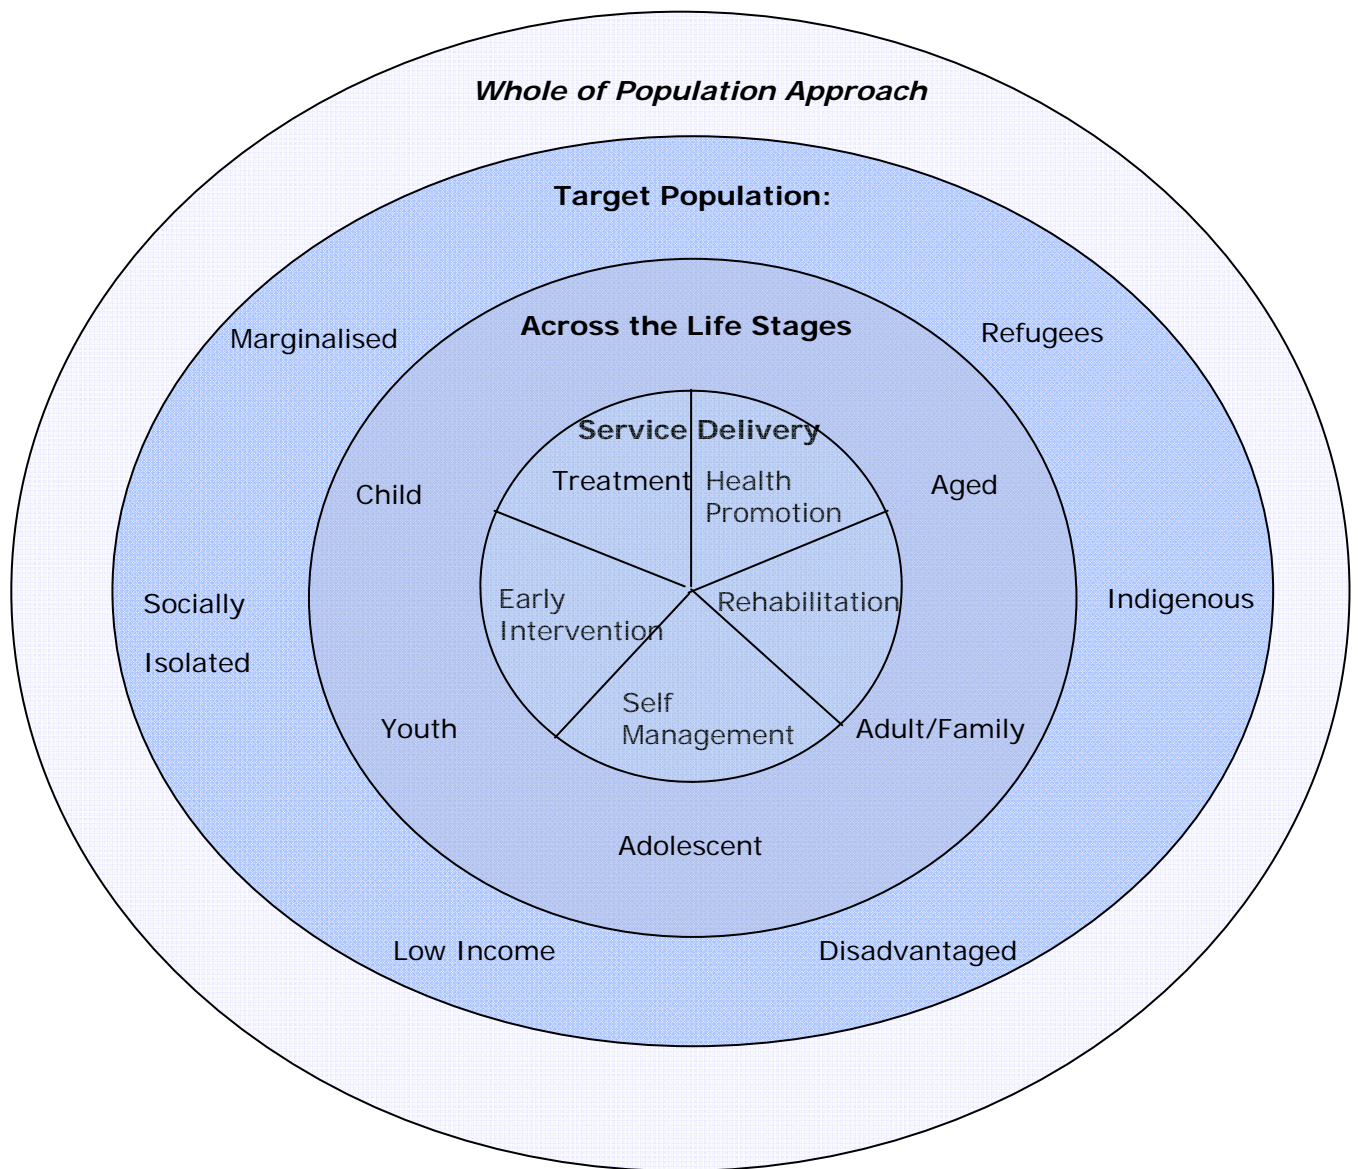 Whole of Population Approach
Target Population:
Marginalised
Refugees
Across the Life Stages
Service Delivery
Treatment
Health
Promotion
Child
Aged
Early
Intervention
Rehabilitation
Socially
Isolated
Indigenous
Self
Management
Youth
Adult/Family
Adolescent
Low Income
Disadvantaged